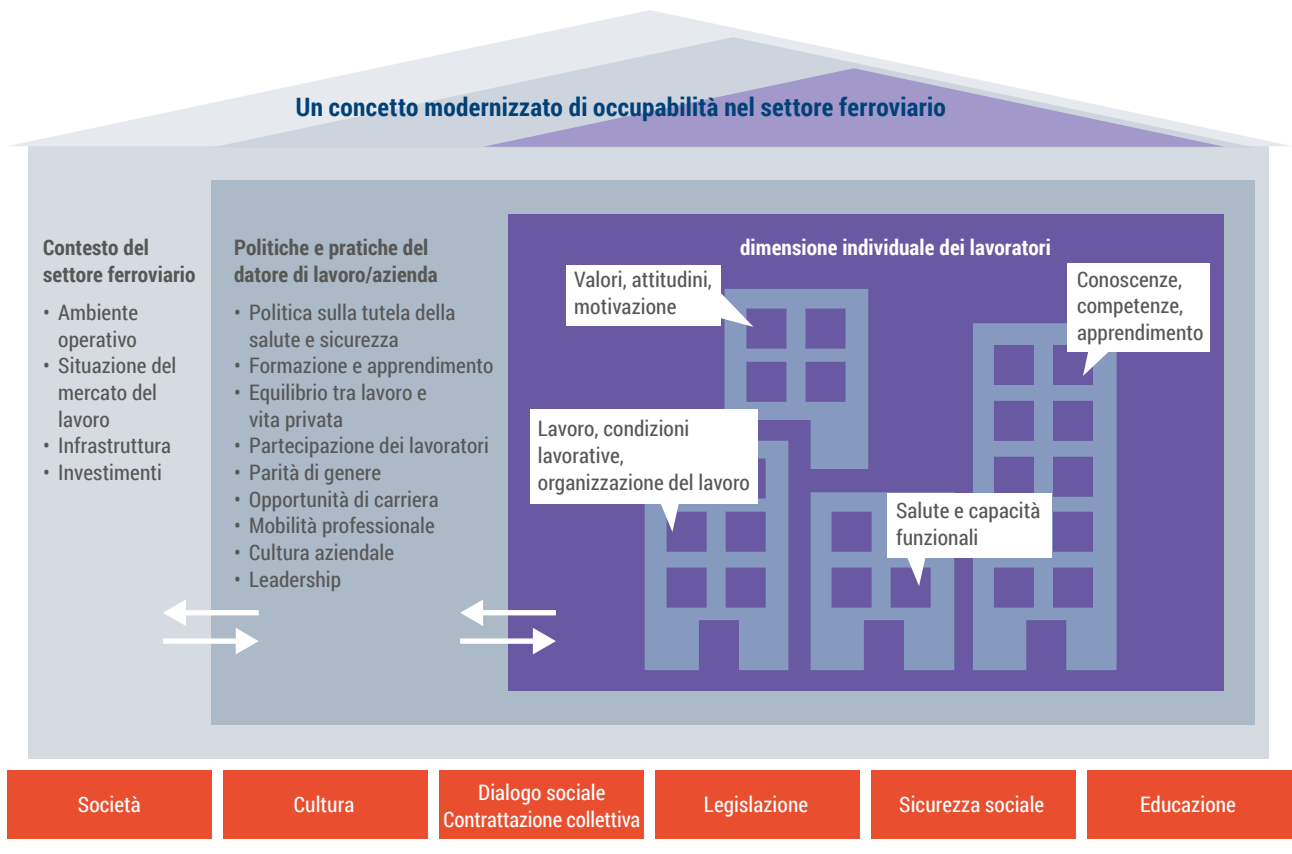 Un concetto modernizzato di occupabilità nel settore ferroviario
Contesto del
settore ferroviario
• Ambiente
operativo
• Situazione del
mercato del
lavoro
• Infrastruttura
• Investimenti
Politiche e pratiche del
datore di lavoro/azienda
• Politica sulla tutela della
salute e sicurezza
• Formazione e apprendimento
• Equilibrio tra lavoro e
vita privata
• Partecipazione dei lavoratori
• Parità di genere
• Opportunità di carriera
• Mobilità professionale
• Cultura aziendale
• Leadership
dimensione individuale dei lavoratori
Valori, attitudini,
motivazione
Conoscenze,
competenze,
apprendimento
Lavoro, condizioni
lavorative,
organizzazione del lavoro
Salute e capacità
funzionali
Società
Cultura
Dialogo sociale
Contrattazione collettiva
Legislazione
Sicurezza sociale
Educazione